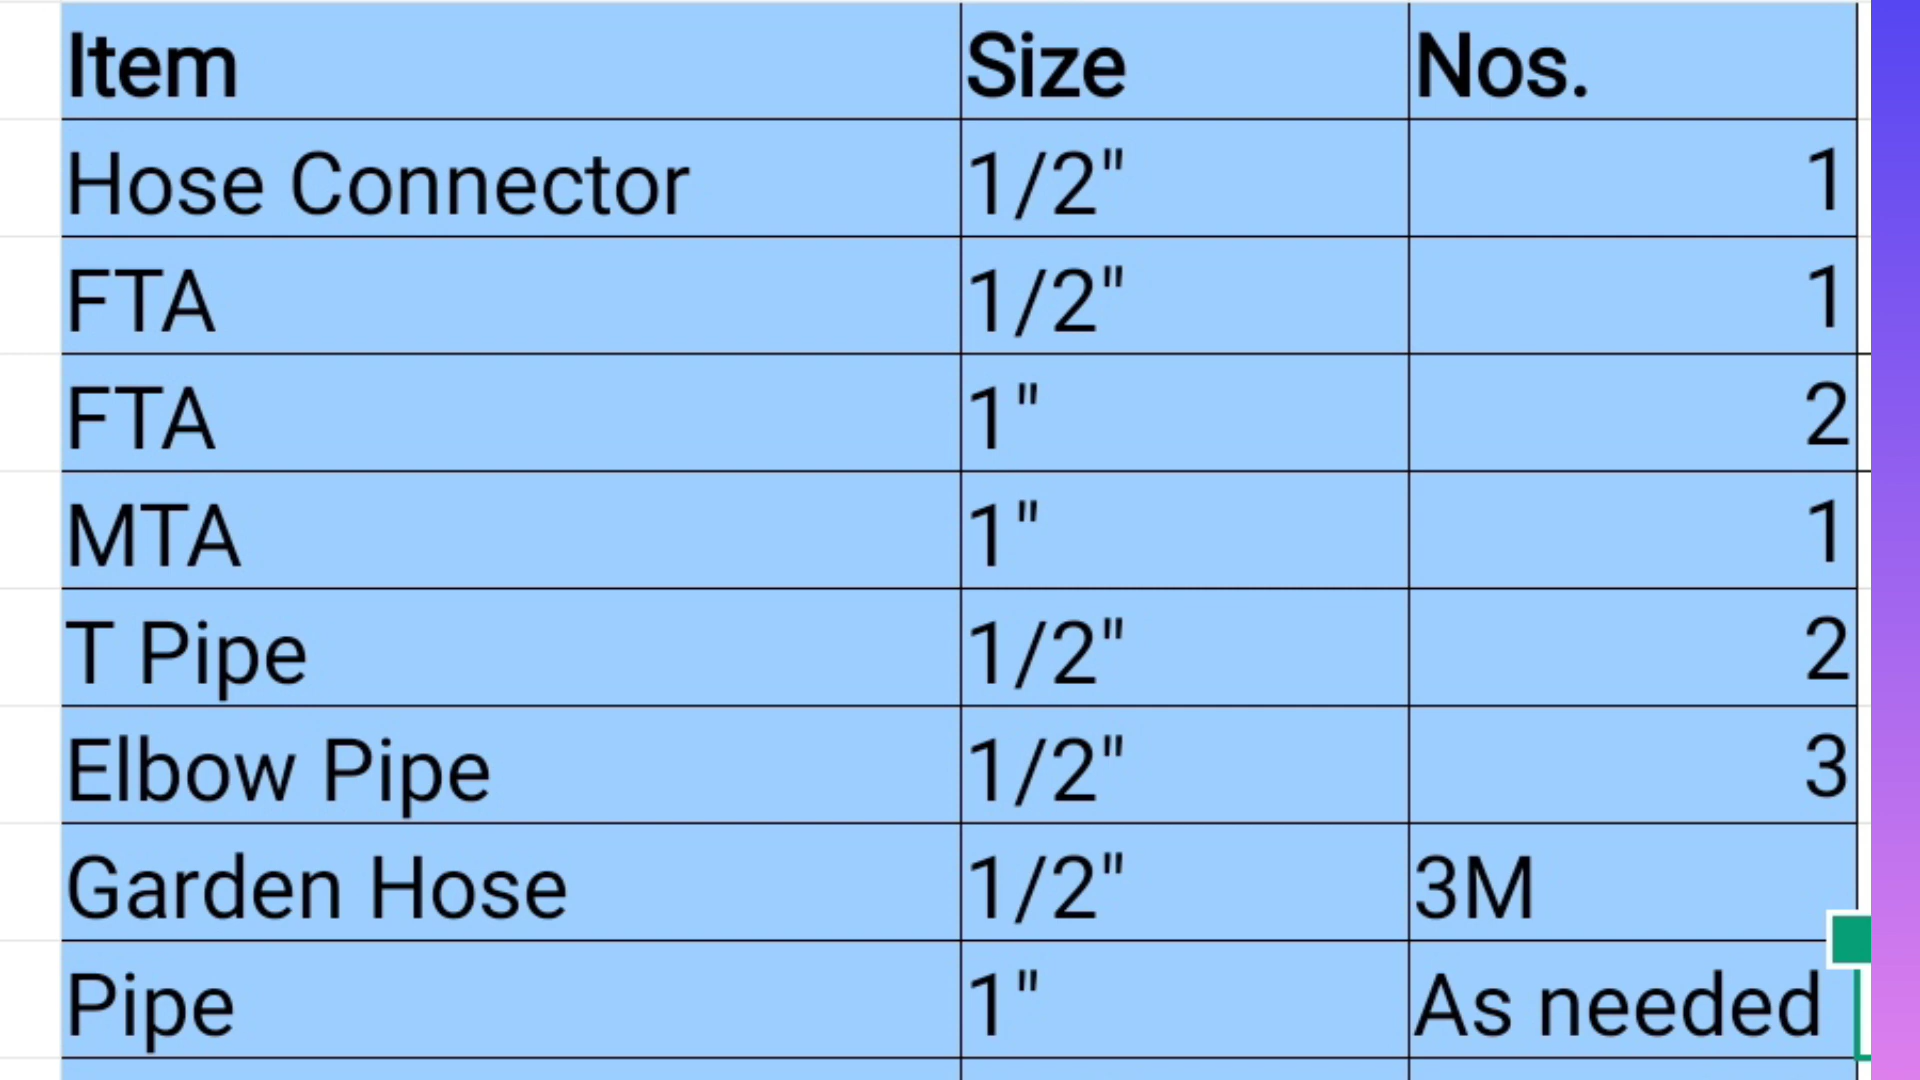 Item Size Nos.
Hose Connector 1/2" 1
FTA 1/2" 1
FTA 1" 2
MTA 1" 1
T Pipe 1/2" 2
Elbow Pipe 1/2" 3
Garden Hose 1/2" 3M
Pipe 1" As needed